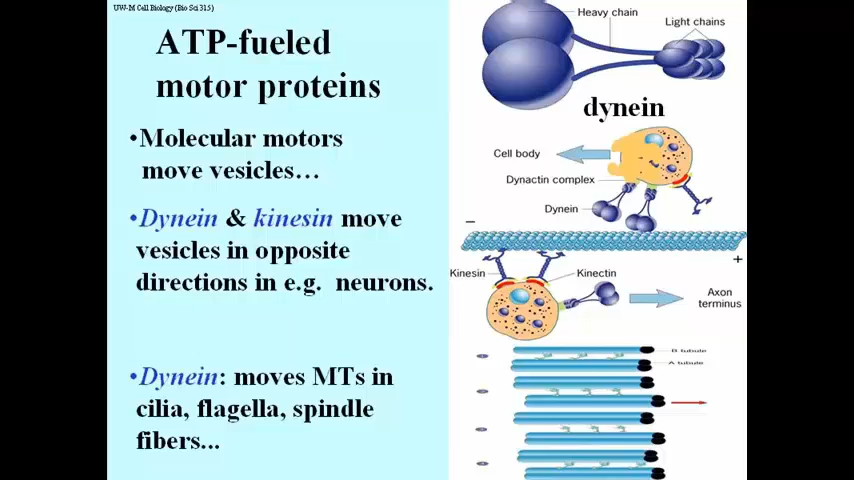 UW-M Cell Biology (Bio Sci 315)
ATP-fueled
motor proteins
•Molecular motors
move vesicles…
•Dynein & kinesin move
vesicles in opposite
directions in e.g. neurons.
•Dynein: moves MTs in
cilia, flagella, spindle
fibers...
Heavy chain
Light chains
dynein
Cell body
Dynactin complex
Dynein
–
+
Kinesin
Kinectin
Axon
terminus
B tubule
A tubule